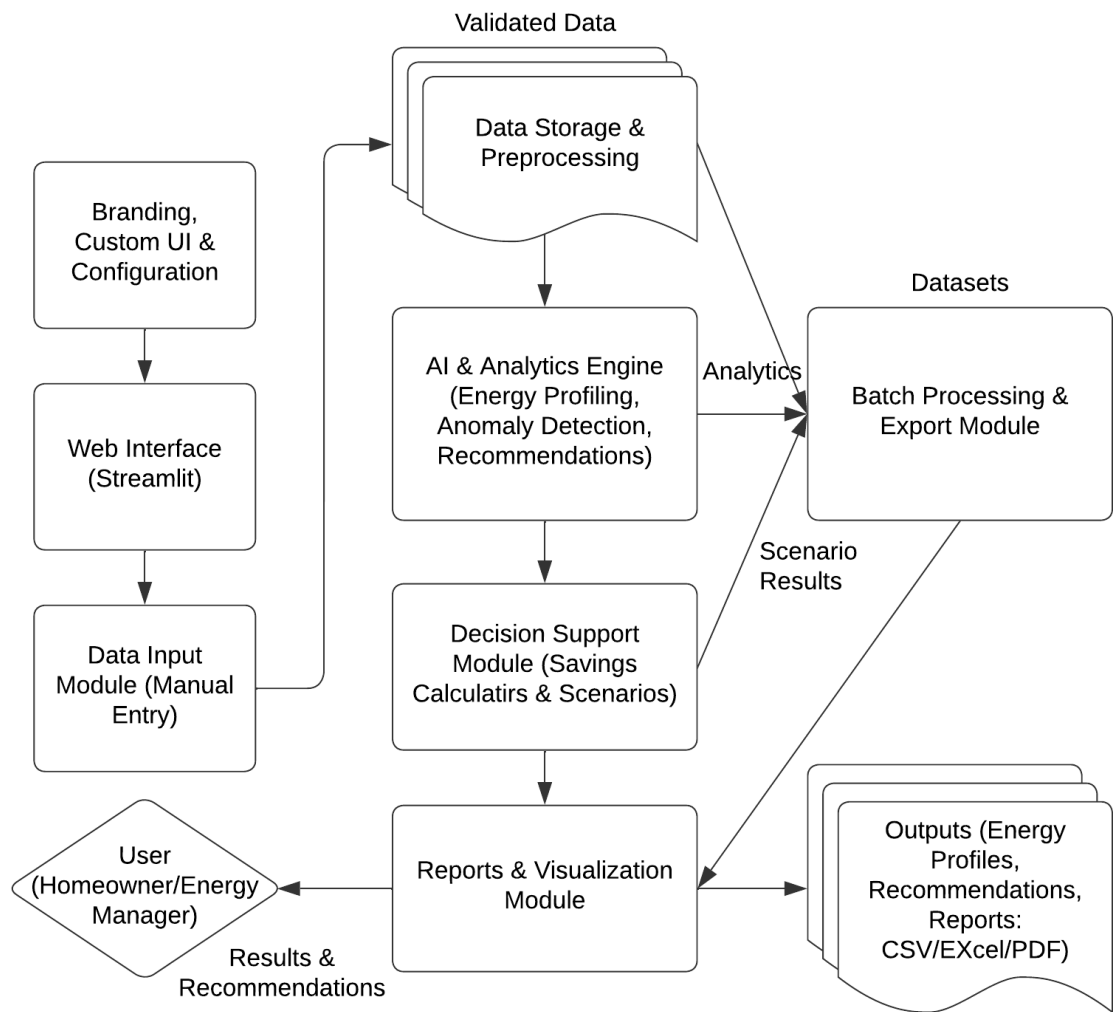 Validated Data
Data Storage &
Preprocessing
Branding,
Custom UI &
Configuration
Datasets
AI & Analytics Engine
(Energy Profiling,
Anomaly Detection,
Recommendations)
Analytics
Batch Processing &
Export Module
Web Interface
(Streamlit)
Scenario
Results
Decision Support
Module (Savings
Calculatirs & Scenarios)
Data Input
Module (Manual
Entry)
User
(Homeowner/Energy
Manager)
Reports & Visualization
Module
Outputs (Energy
Profiles,
Recommendations,
Reports:
CSV/EXcel/PDF)
Results &
Recommendations